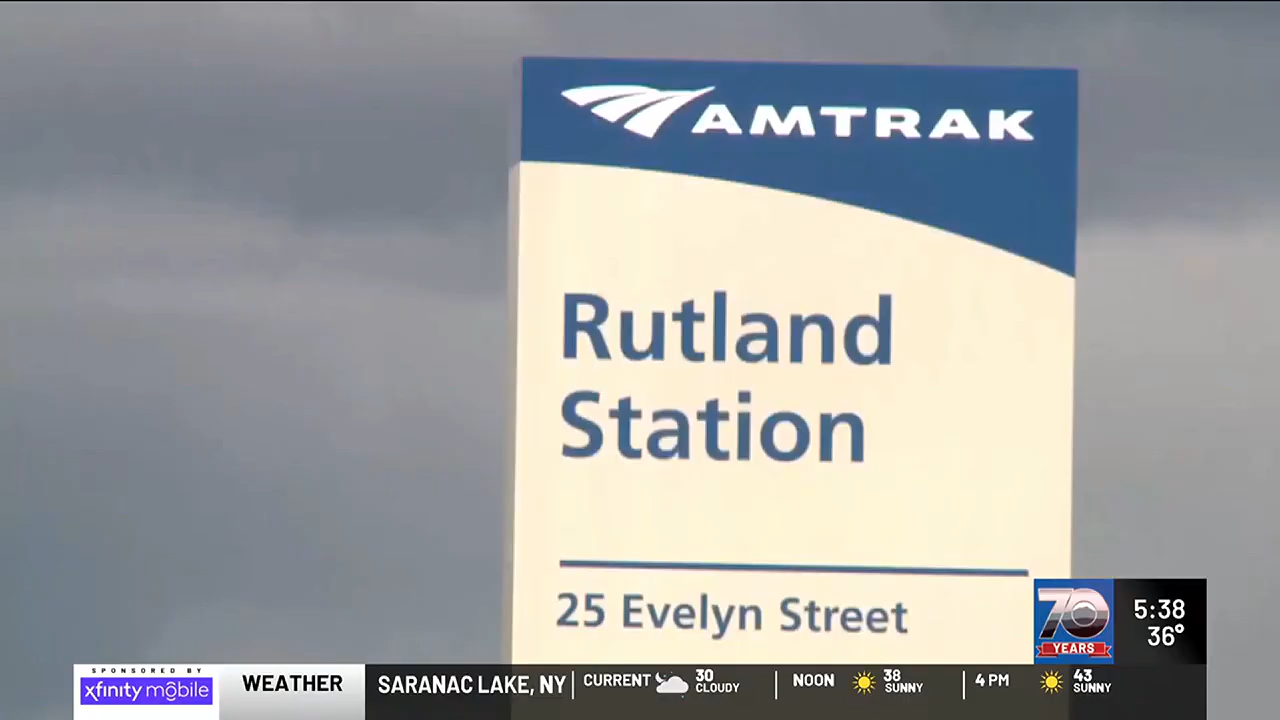 AMTRAK
Rutland
Station
25 Evelyn Street
70
YEARS
5:38
36°
SPONSORED BY
xfinity mobile
WEATHER
SARANAC LAKE, NY
CURRENT
30
CLOUDY
NOON
38
SUNNY
4 PM
43
SUNNY